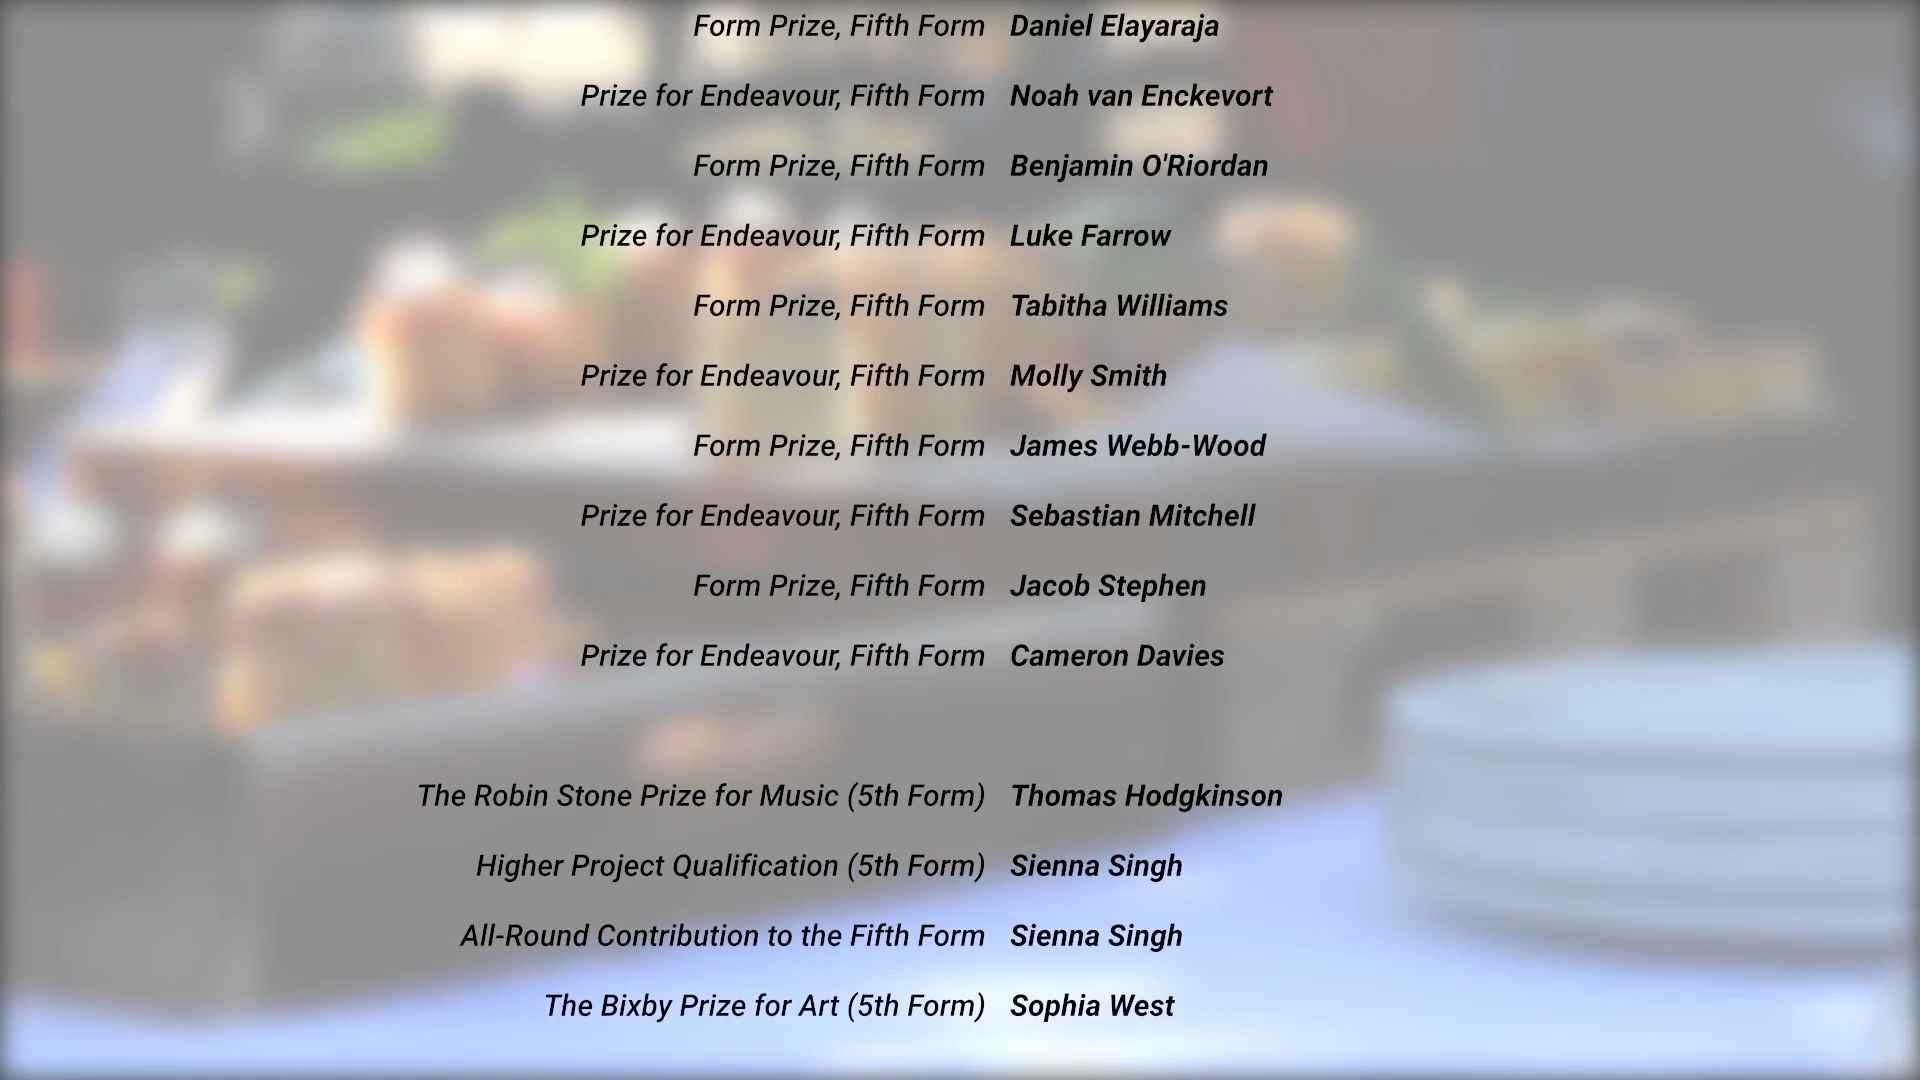 Form Prize, Fifth Form Daniel Elayaraja
Prize for Endeavour, Fifth Form Noah van Enckevort
Form Prize, Fifth Form Benjamin O'Riordan
Prize for Endeavour, Fifth Form Luke Farrow
Form Prize, Fifth Form Tabitha Williams
Prize for Endeavour, Fifth Form Molly Smith
Form Prize, Fifth Form James Webb-Wood
Prize for Endeavour, Fifth Form Sebastian Mitchell
Form Prize, Fifth Form Jacob Stephen
Prize for Endeavour, Fifth Form Cameron Davies
The Robin Stone Prize for Music (5th Form) Thomas Hodgkinson
Higher Project Qualification (5th Form) Sienna Singh
All-Round Contribution to the Fifth Form Sienna Singh
The Bixby Prize for Art (5th Form) Sophia West